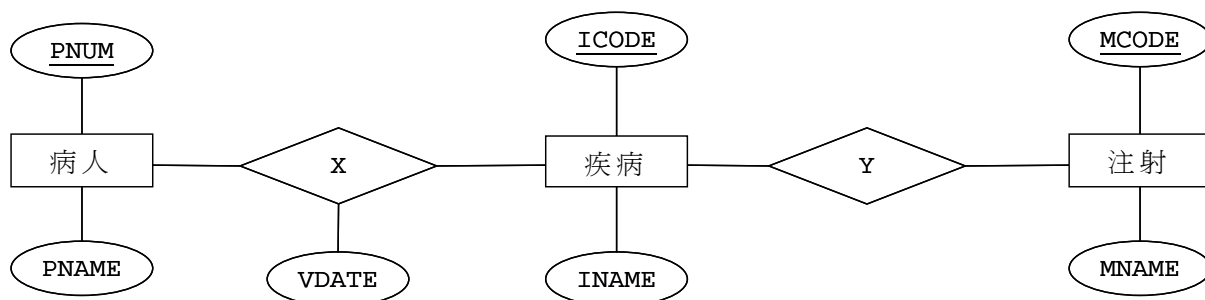 PNUM
ICODE
MCODE
病人
X
疾病
Y
注射
PNAME
VDATE
INAME
MNAME